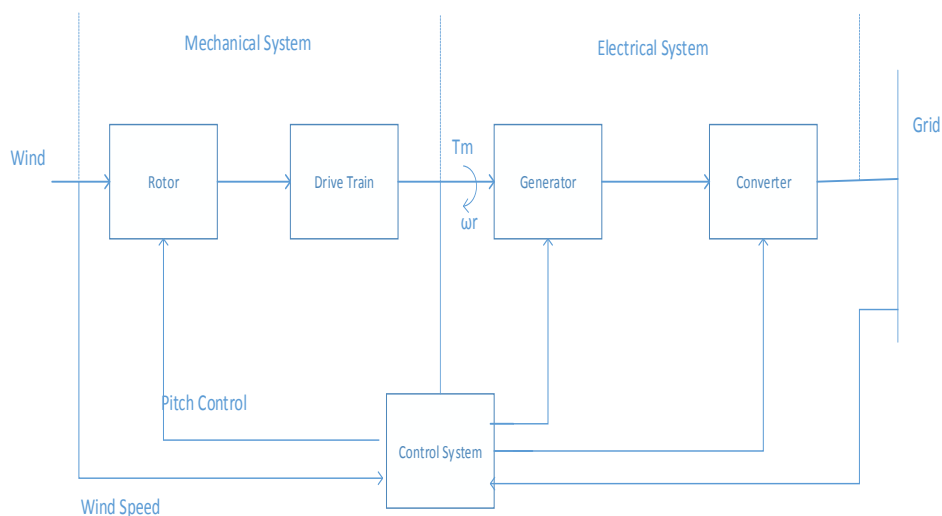 Mechanical System
Electrical System
Grid
Wind
Rotor
Drive Train
Tm
ωr
Generator
Converter
Pitch Control
Control System
Wind Speed